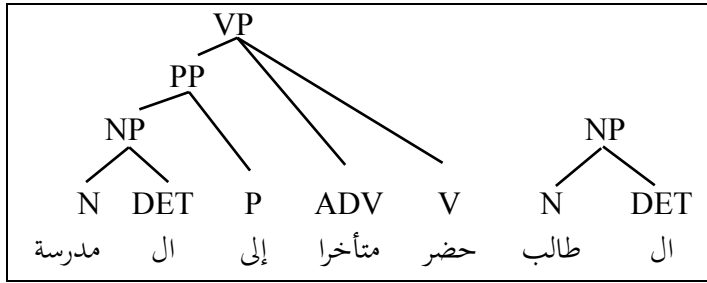 VP
PP
NP NP
N DET P ADV V N DET
ال طالب حضر متأخرا إلى ال مدرسة